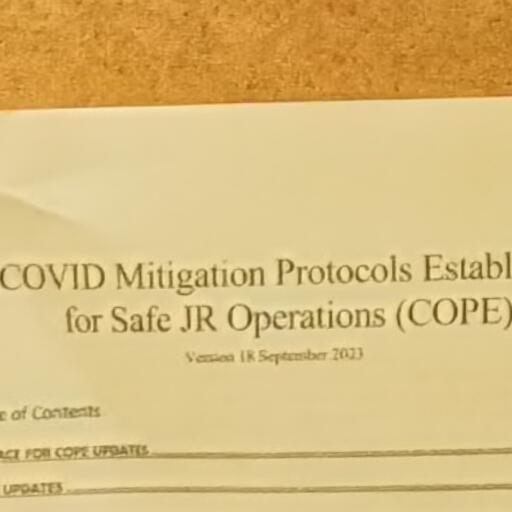 COVID Mitigation Protocols Establ
for Safe JR Operations (COPE)
Version 18 September 2023
e of Contents
ACT FOR COPE UPDATES
UPDATES